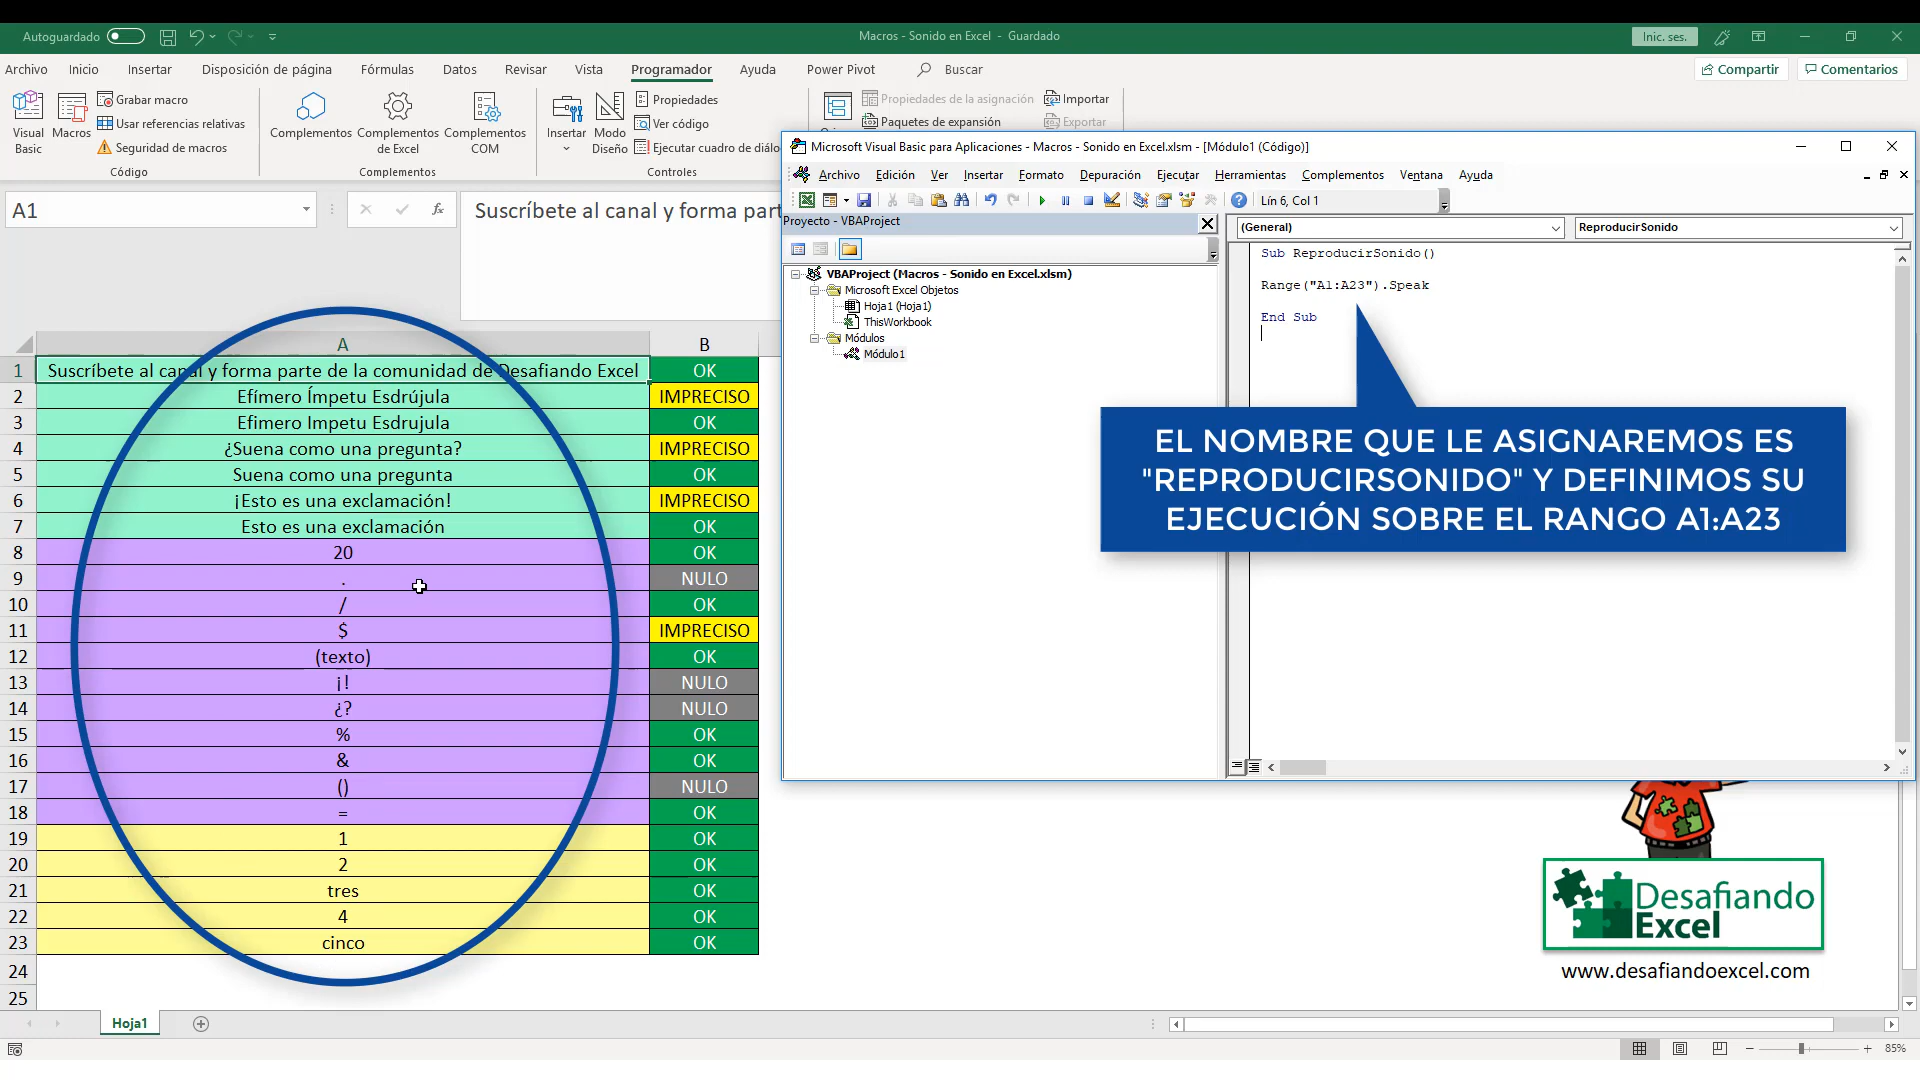 Autoguardado
Macros - Sonido en Excel - Guardado
Inic. ses.
Archivo Inicio Insertar Disposición de página Fórmulas Datos Revisar Vista Programador Ayuda Power Pivot Buscar
Compartir Comentarios
Visual Basic
Macros
Grabar macro
Usar referencias relativas
Seguridad de macros
Código
Complementos
Complementos de Excel
Complementos COM
Complementos
Insertar
Modo Diseño
Propiedades
Ver código
Ejecutar cuadro de diálo
Controles
Propiedades de la asignación
Paquetes de expansión
Importar
Exportar
A1
fx
Suscríbete al canal y forma part
A B
1 Suscríbete al canal y forma parte de la comunidad de Desafiando Excel OK
2 Efímero Ímpetu Esdrújula IMPRECISO
3 Efimero Impetu Esdrujula OK
4 ¿Suena como una pregunta? IMPRECISO
5 Suena como una pregunta OK
6 ¡Esto es una exclamación! IMPRECISO
7 Esto es una exclamación OK
8 20 OK
9 . NULO
10 / OK
11 $ IMPRECISO
12 (texto) OK
13 ¡! NULO
14 ¿? NULO
15 % OK
16 & OK
17 () NULO
18 = OK
19 1 OK
20 2 OK
21 tres OK
22 4 OK
23 cinco OK
24
25
Hoja1
85%
Microsoft Visual Basic para Aplicaciones - Macros - Sonido en Excel.xlsm - [Módulo1 (Código)]
Archivo Edición Ver Insertar Formato Depuración Ejecutar Herramientas Complementos Ventana Ayuda
Lín 6, Col 1
Proyecto - VBAProject
VBAProject (Macros - Sonido en Excel.xlsm)
Microsoft Excel Objetos
Hoja1 (Hoja1)
ThisWorkbook
Módulos
Módulo1
(General) ReproducirSonido
Sub ReproducirSonido()
Range("A1:A23").Speak
End Sub
EL NOMBRE QUE LE ASIGNAREMOS ES
"REPRODUCIRSONIDO" Y DEFINIMOS SU
EJECUCIÓN SOBRE EL RANGO A1:A23
Desafiando
Excel
www.desafiandoexcel.com